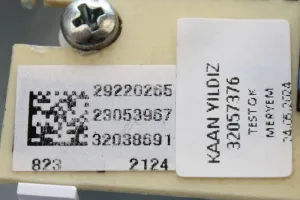 29220265
23053967
32038691
823 2124
KAAN YILDIZ
32057376
TEST OK
MERYEM
24.05.2024